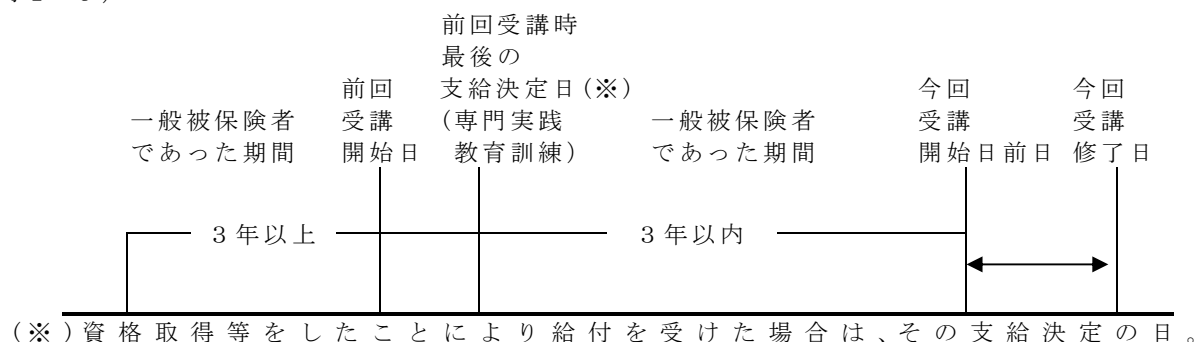 前回受講時
最後の
支給決定日(※)
(専門実践
教育訓練)
一般被保険者
であった期間
前回
受講
開始日
一般被保険者
であった期間
今回
受講
開始日前日
今回
受講
修了日
3年以上
3年以内
(※)資格取得等をしたことにより給付を受けた場合は、その支給決定の日。